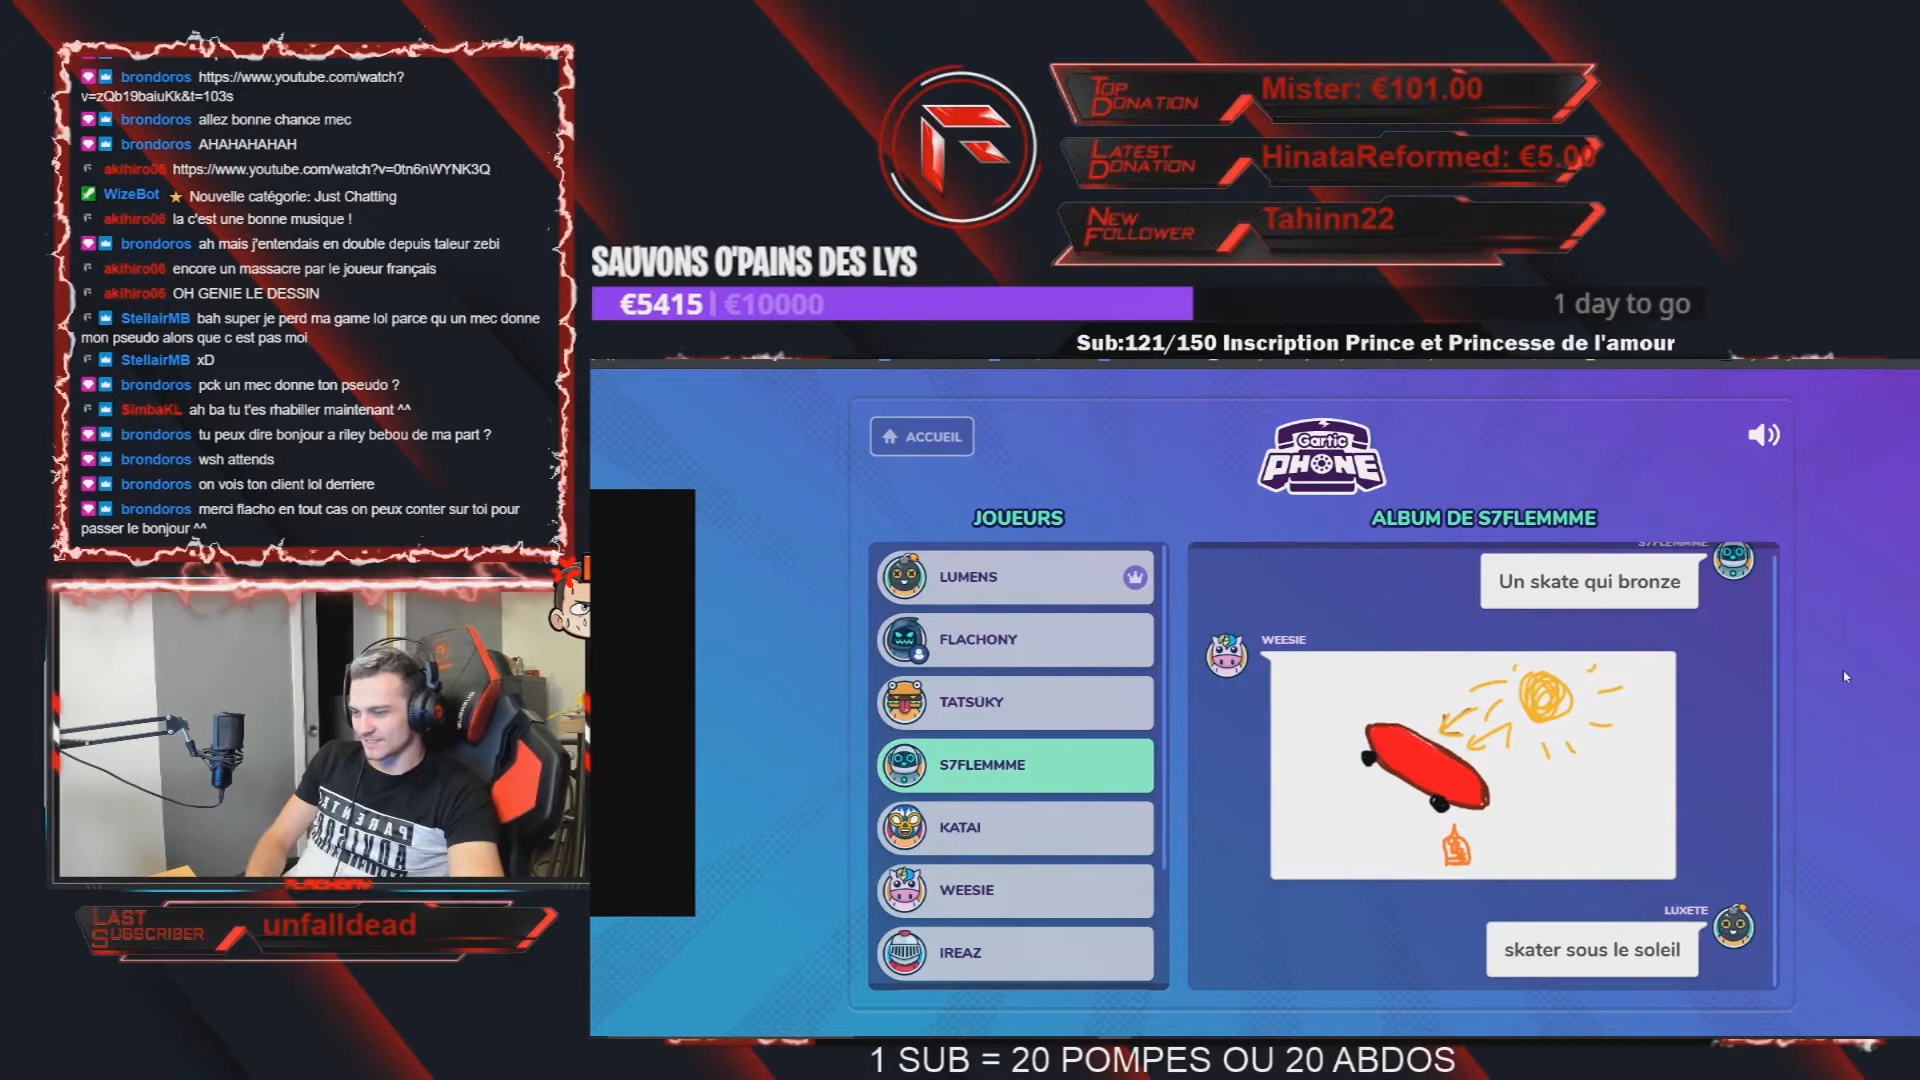 brondoros https://www.youtube.com/watch?
v=zQb19baiuKk&t=103s
brondoros allez bonne chance mec
brondoros AHAHAHAHAH
akihiro06 https://www.youtube.com/watch?v=0tn6nWYNK3Q
WizeBot Nouvelle catégorie: Just Chatting
akihiro06 la c'est une bonne musique !
brondoros ah mais j'entendais en double depuis taleur zebi
akihiro06 encore un massacre par le joueur français
akihiro06 OH GENIE LE DESSIN
StellairMB bah super je perd ma game lol parce qu un mec donne
mon pseudo alors que c est pas moi
StellairMB xD
brondoros pck un mec donne ton pseudo ?
SimbaKL ah ba tu t'es rhabiller maintenant ^^
brondoros tu peux dire bonjour a riley bebou de ma part ?
brondoros wsh attends
brondoros on vois ton client lol derriere
brondoros merci flacho en tout cas on peux conter sur toi pour
passer le bonjour ^^
TOP DONATION Mister: €101.00
LATEST DONATION HinataReformed: €5.00
NEW FOLLOWER Tahinn22
SAUVONS O'PAINS DES LYS
€5415 | €10000
1 day to go
Sub:121/150 Inscription Prince et Princesse de l'amour
ACCUEIL
Gartic
PHONE
JOUEURS
LUMENS
FLACHONY
TATSUKY
S7FLEMMME
KATAI
WEESIE
IREAZ
ALBUM DE S7FLEMMME
S7FLEMMME
Un skate qui bronze
WEESIE
LUXETE
skater sous le soleil
FLACHONY
LAST SUBSCRIBER unfalldead
1 SUB = 20 POMPES OU 20 ABDOS